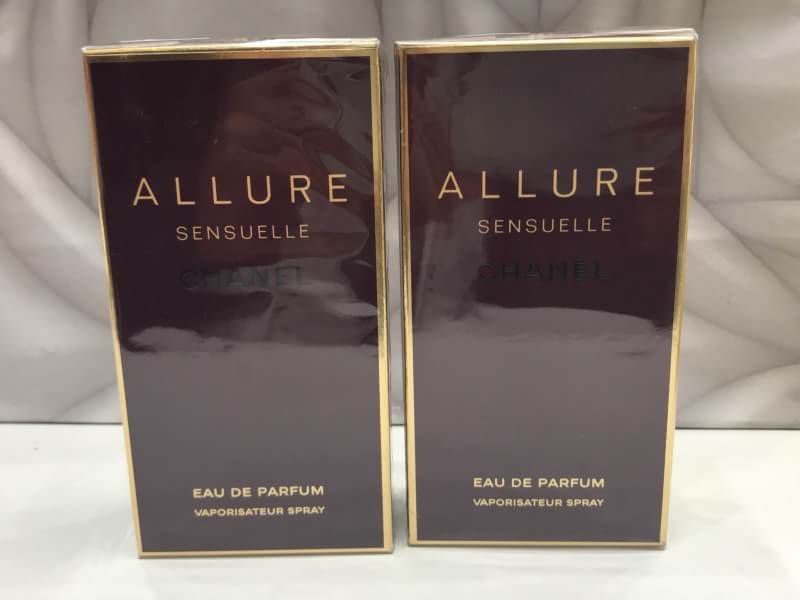 ALLURE
SENSUELLE
CHANEL
EAU DE PARFUM
VAPORISATEUR SPRAY
ALLURE
SENSUELLE
CHANEL
EAU DE PARFUM
VAPORISATEUR SPRAY